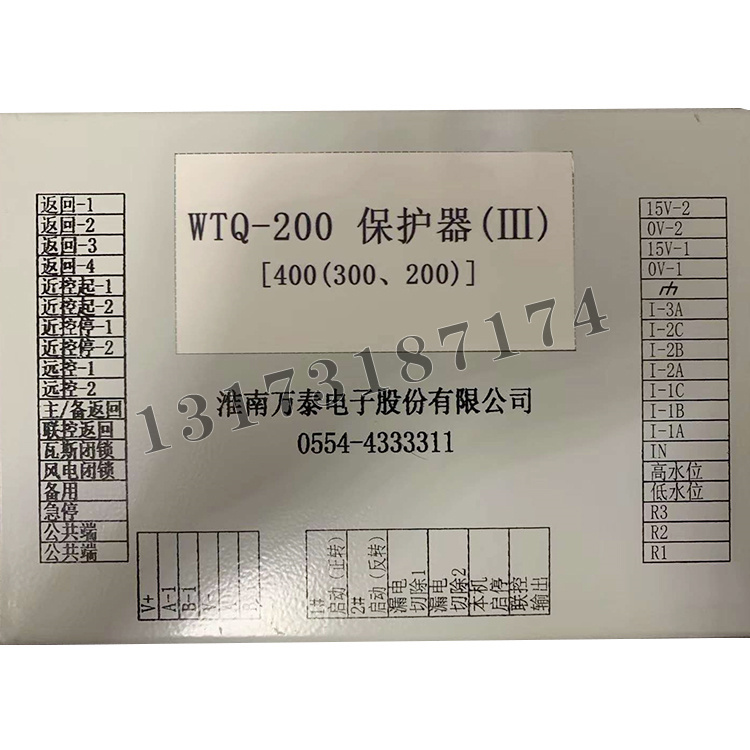 WTQ-200 保护器(III)
[400(300、200)]
淮南万泰电子股份有限公司
0554-4333311
13173187174
返回-1
返回-2
返回-3
返回-4
近控起-1
近控起-2
近控停-1
近控停-2
远控-1
远控-2
主/备返回
联控返回
瓦斯闭锁
风电闭锁
备用
急停
公共端
公共端
15V-2
0V-2
15V-1
0V-1
I-3A
I-2C
I-2B
I-2A
I-1C
I-1B
I-1A
IN
高水位
低水位
R3
R2
R1
V+
A-1
B-1
V-
1#
启动(正转)
2#
启动(反转)
漏电
切除1
漏电
切除2
本机
启停
联控
输出